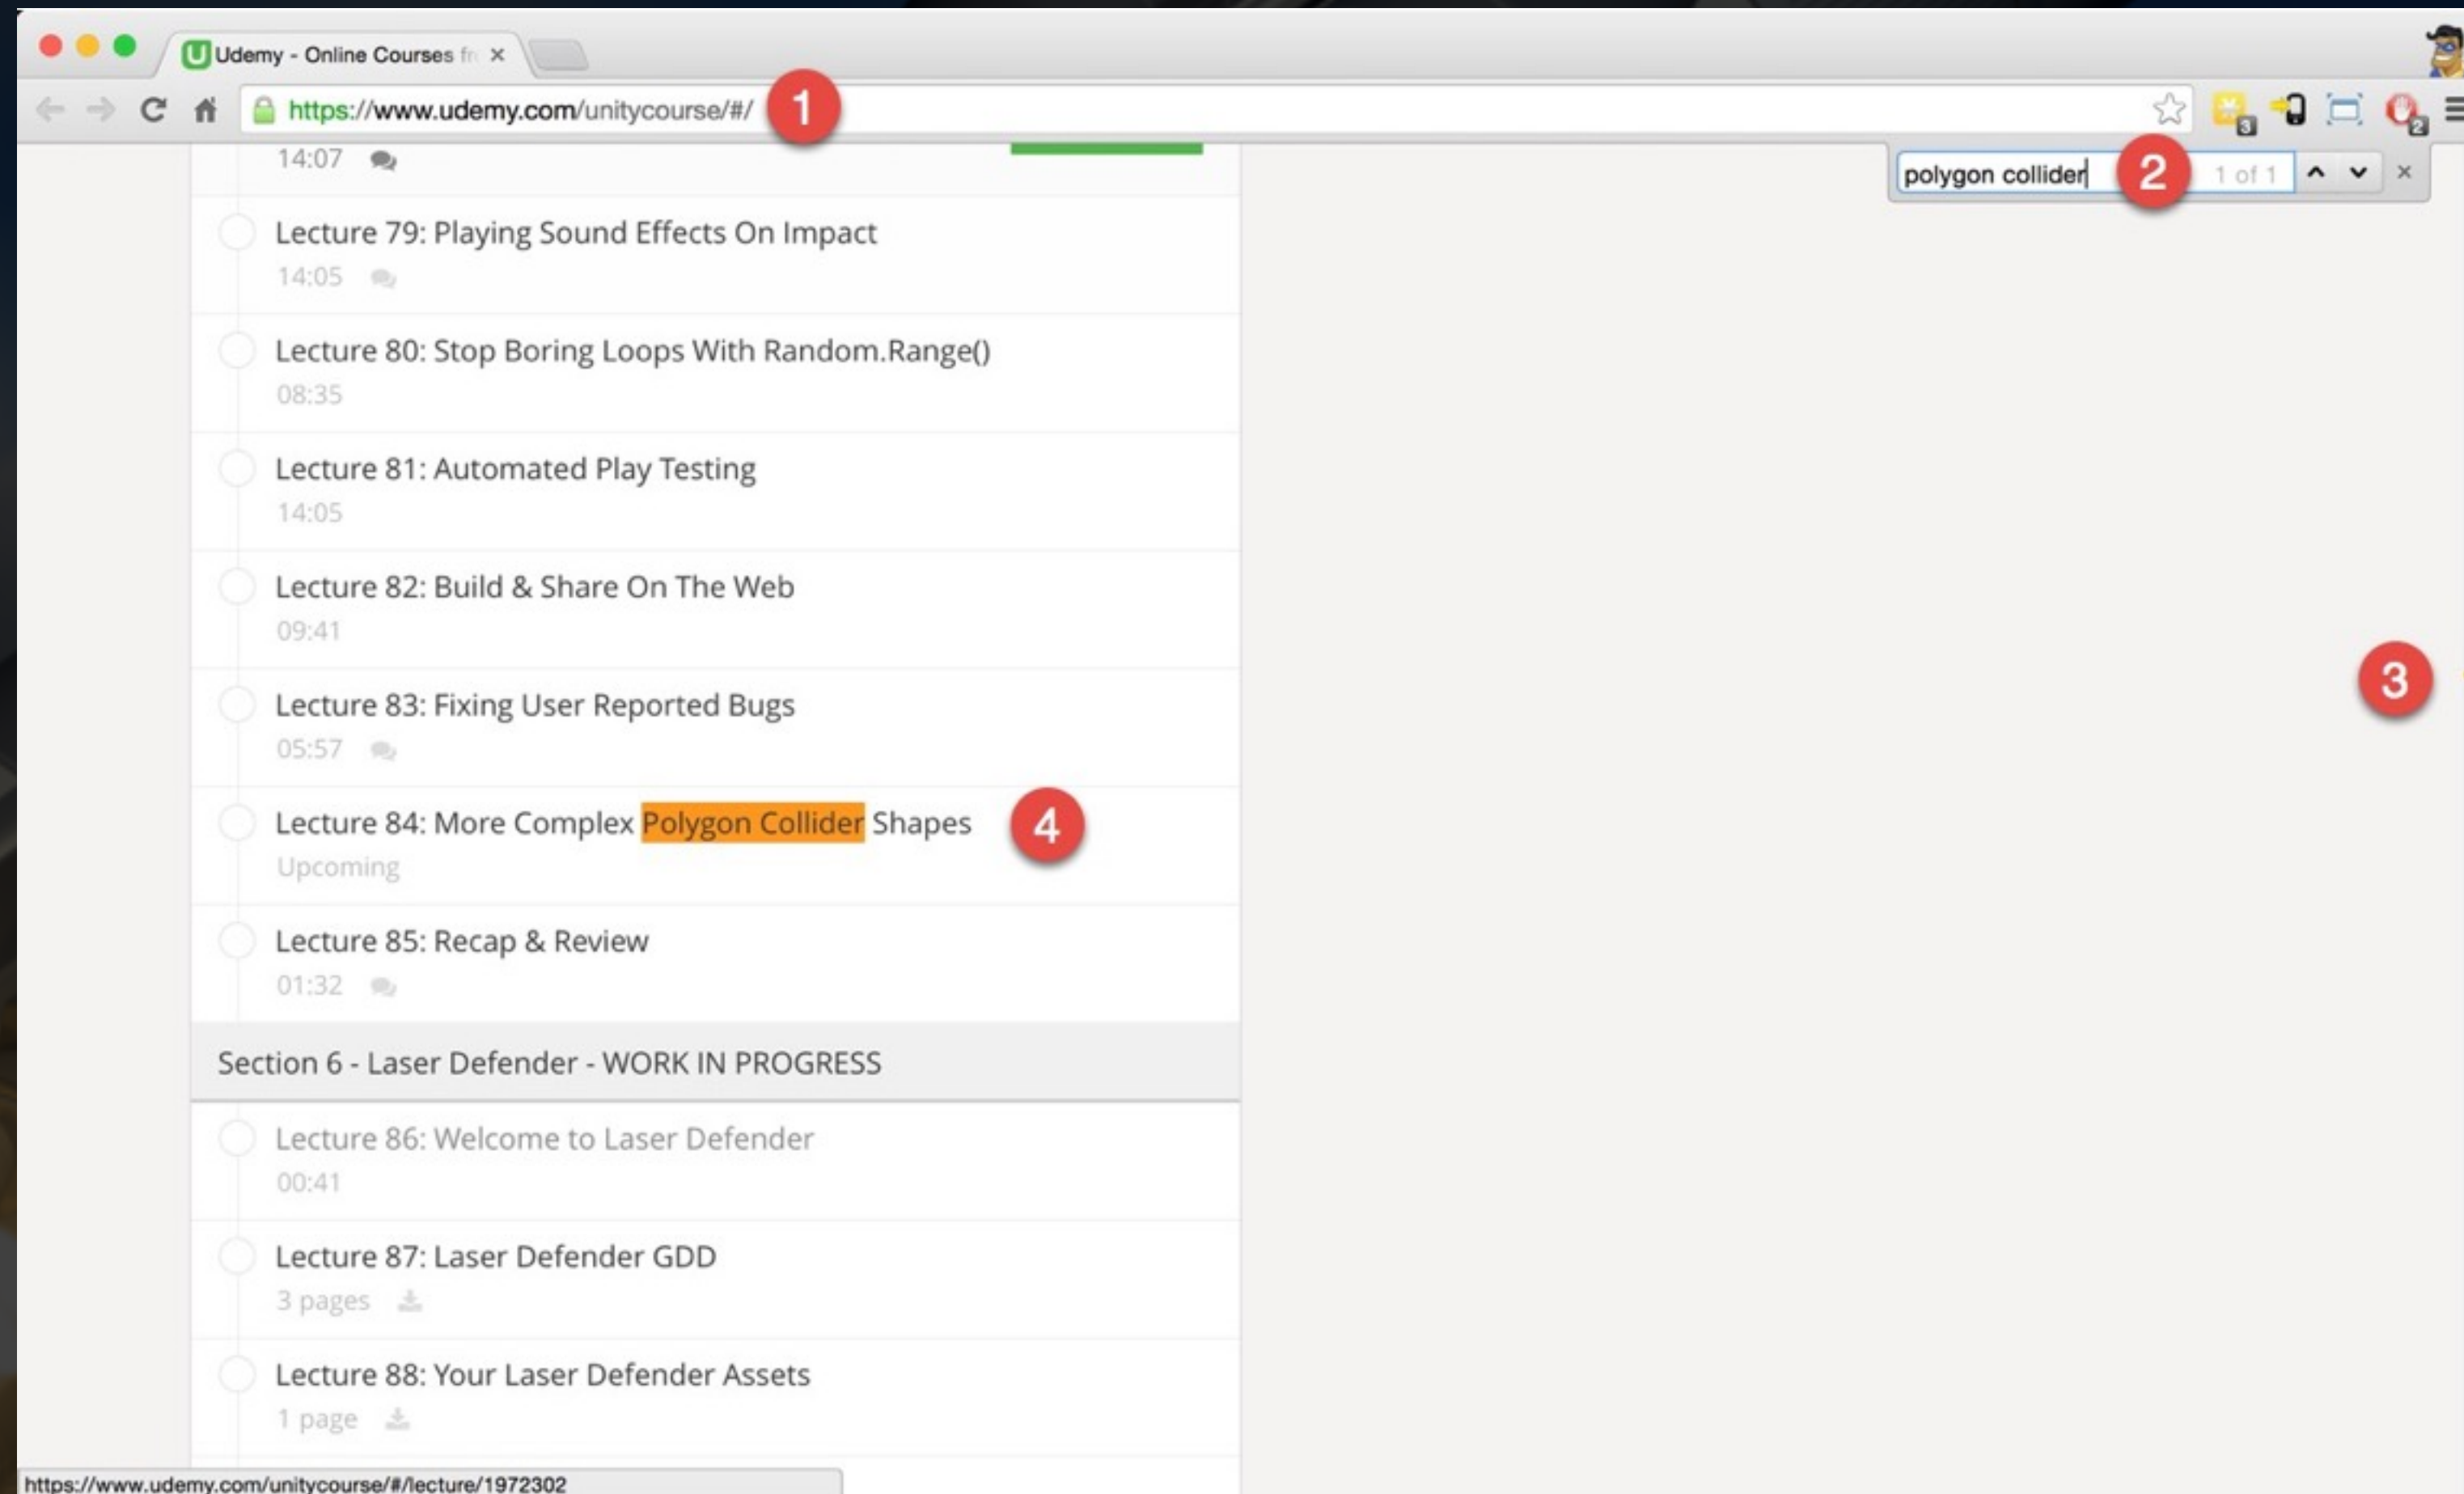 Udemy - Online Courses fr
https://www.udemy.com/unitycourse/#/
1
3
2
polygon collider
2
1 of 1
14:07
Lecture 79: Playing Sound Effects On Impact
14:05
Lecture 80: Stop Boring Loops With Random.Range()
08:35
Lecture 81: Automated Play Testing
14:05
Lecture 82: Build & Share On The Web
09:41
3
Lecture 83: Fixing User Reported Bugs
05:57
Lecture 84: More Complex Polygon Collider Shapes
4
Upcoming
Lecture 85: Recap & Review
01:32
Section 6 - Laser Defender - WORK IN PROGRESS
Lecture 86: Welcome to Laser Defender
00:41
Lecture 87: Laser Defender GDD
3 pages
Lecture 88: Your Laser Defender Assets
1 page
https://www.udemy.com/unitycourse/#/lecture/1972302